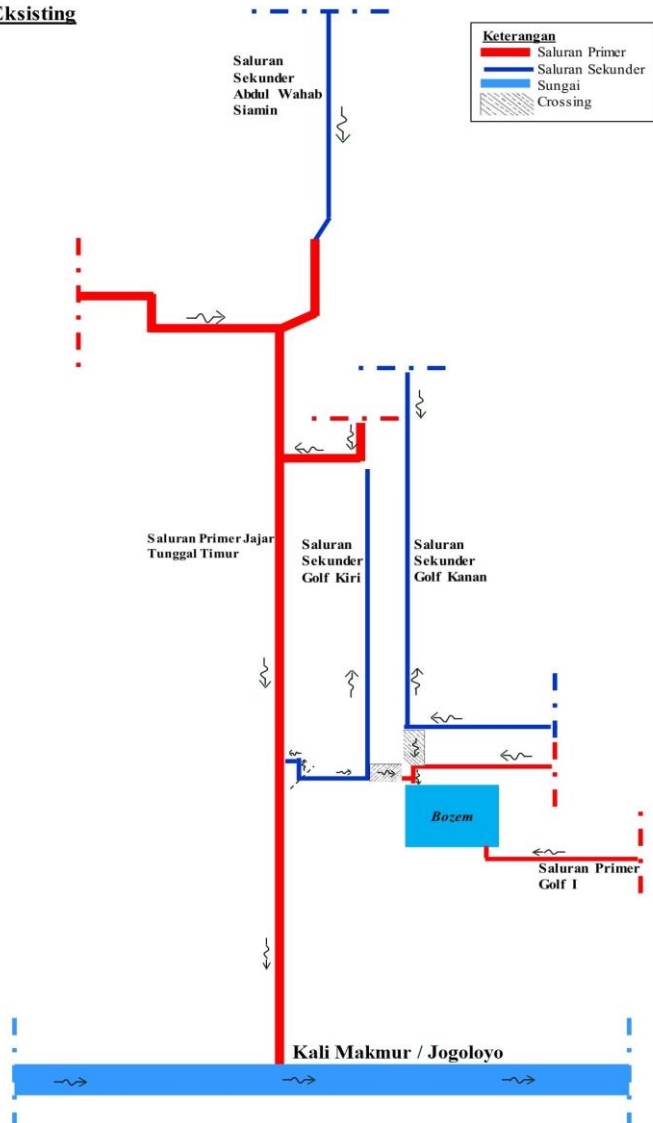 Eksisting
Keterangan
Saluran Primer
Saluran Sekunder
Sungai
Crossing
Saluran
Sekunder
Abdul Wahab
Siamin
Saluran Primer Jajar
Tunggal Timur
Saluran
Sekunder
Golf Kiri
Saluran
Sekunder
Golf Kanan
Bozem
Saluran Primer
Golf I
Kali Makmur / Jogoloyo